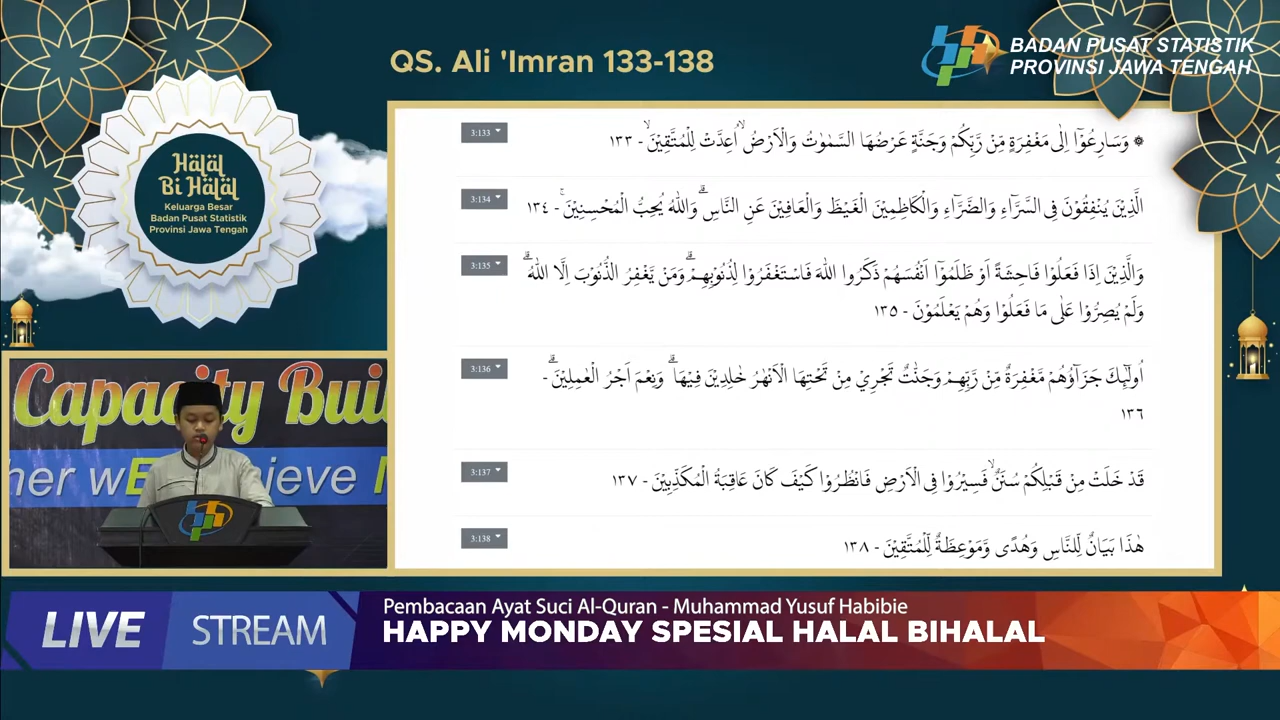 QS. Ali 'Imran 133-138
BADAN PUSAT STATISTIK
PROVINSI JAWA TENGAH
Halal
Bi Halal
Keluarga Besar
Badan Pusat Statistik
Provinsi Jawa Tengah
3:133
۞ وَسَارِعُوْٓا اِلٰى مَغْفِرَةٍ مِّنْ رَّبِّكُمْ وَجَنَّةٍ عَرْضُهَا السَّمٰوٰتُ وَالْاَرْضُۙ اُعِدَّتْ لِلْمُتَّقِيْنَۙ - ١٣٣
3:134
الَّذِيْنَ يُنْفِقُوْنَ فِى السَّرَّۤاءِ وَالضَّرَّۤاءِ وَالْكَاظِمِيْنَ الْغَيْظَ وَالْعَافِيْنَ عَنِ النَّاسِۗ وَاللّٰهُ يُحِبُّ الْمُحْسِنِيْنَۚ - ١٣٤
3:135
وَالَّذِيْنَ اِذَا فَعَلُوْا فَاحِشَةً اَوْ ظَلَمُوْٓا اَنْفُسَهُمْ ذَكَرُوا اللّٰهَ فَاسْتَغْفَرُوْا لِذُنُوْبِهِمْۗ وَمَنْ يَّغْفِرُ الذُّنُوْبَ اِلَّا اللّٰهُ ۗ
وَلَمْ يُصِرُّوْا عَلٰى مَا فَعَلُوْا وَهُمْ يَعْلَمُوْنَ - ١٣٥
3:136
اُولٰۤىِٕكَ جَزَاۤؤُهُمْ مَّغْفِرَةٌ مِّنْ رَّبِّهِمْ وَجَنّٰتٌ تَجْرِيْ مِنْ تَحْتِهَا الْاَنْهٰرُ خٰلِدِيْنَ فِيْهَاۗ وَنِعْمَ اَجْرُ الْعٰمِلِيْنَۗ -
١٣٦
3:137
قَدْ خَلَتْ مِنْ قَبْلِكُمْ سُنَنٌۙ فَسِيْرُوْا فِى الْاَرْضِ فَانْظُرُوْا كَيْفَ كَانَ عَاقِبَةُ الْمُكَذِّبِيْنَ - ١٣٧
3:138
هٰذَا بَيَانٌ لِّلنَّاسِ وَهُدًى وَّمَوْعِظَةٌ لِّلْمُتَّقِيْنَ - ١٣٨
Capacity Bui
her wE
ieve
LIVE STREAM
Pembacaan Ayat Suci Al-Quran - Muhammad Yusuf Habibie
HAPPY MONDAY SPESIAL HALAL BIHALAL